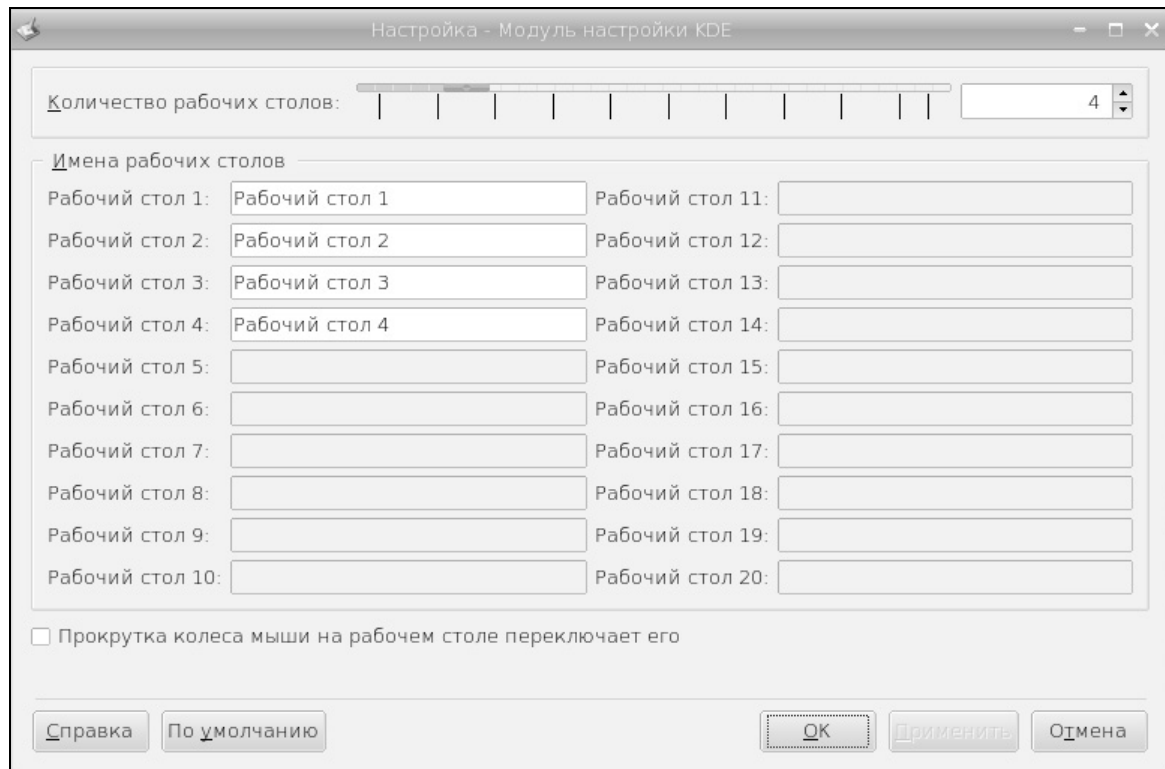 Настройка - Модуль настройки KDE
Количество рабочих столов: 4
Имена рабочих столов
Рабочий стол 1: Рабочий стол 1
Рабочий стол 2: Рабочий стол 2
Рабочий стол 3: Рабочий стол 3
Рабочий стол 4: Рабочий стол 4
Рабочий стол 5:
Рабочий стол 6:
Рабочий стол 7:
Рабочий стол 8:
Рабочий стол 9:
Рабочий стол 10:
Рабочий стол 11:
Рабочий стол 12:
Рабочий стол 13:
Рабочий стол 14:
Рабочий стол 15:
Рабочий стол 16:
Рабочий стол 17:
Рабочий стол 18:
Рабочий стол 19:
Рабочий стол 20:
Прокрутка колеса мыши на рабочем столе переключает его
Справка По умолчанию OK Применить Отмена